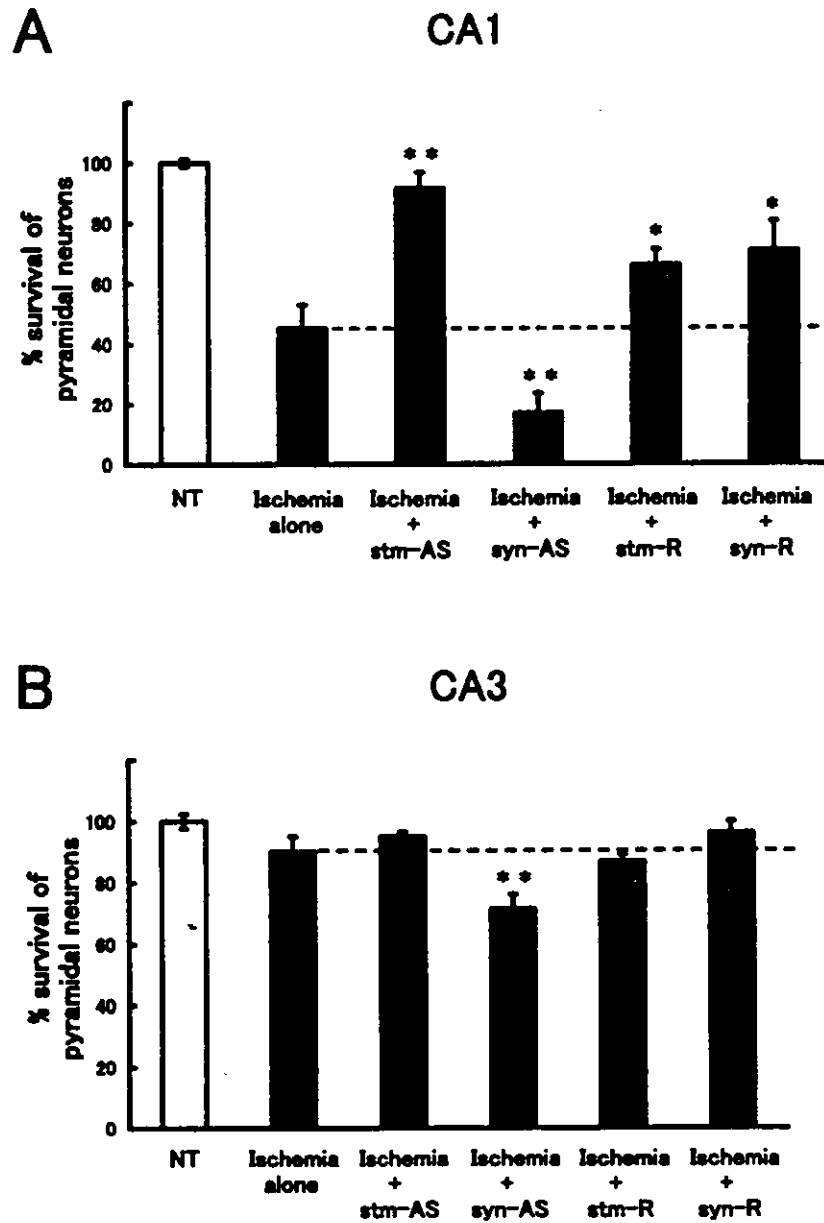 A
CA1
% survival of
pyramidal neurons
100
80
60
40
20
0
**
**
*
*
NT
Ischemia
alone
Ischemia
+
stm-AS
Ischemia
+
syn-AS
Ischemia
+
stm-R
Ischemia
+
syn-R
B
CA3
% survival of
pyramidal neurons
100
80
60
40
20
0
**
NT
Ischemia
alone
Ischemia
+
stm-AS
Ischemia
+
syn-AS
Ischemia
+
stm-R
Ischemia
+
syn-R